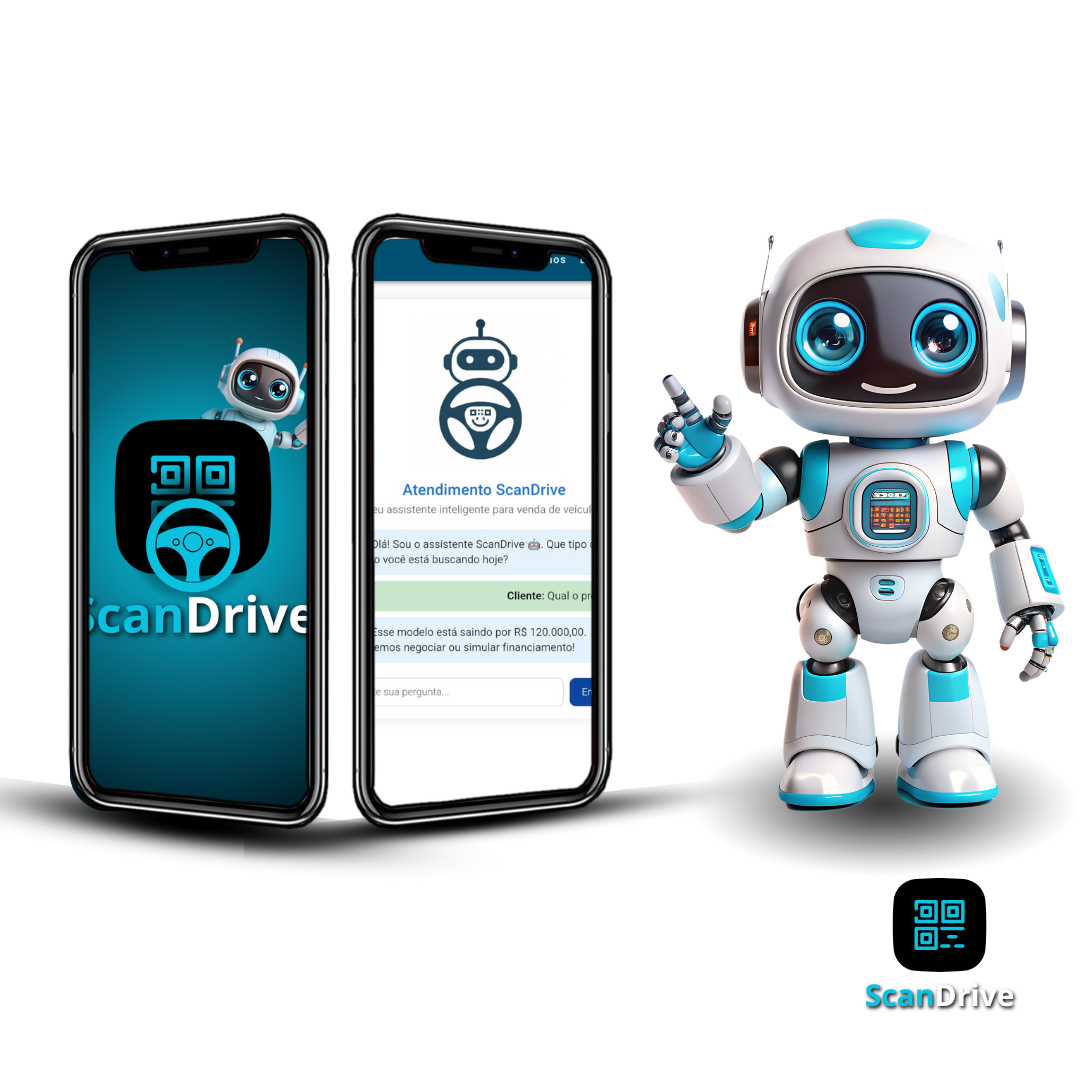 ScanDrive
IOS
Atendimento ScanDrive
eu assistente inteligente para venda de veícul
Olá! Sou o assistente ScanDrive 🤖. Que tipo
o você está buscando hoje?
Cliente: Qual o pr
Esse modelo está saindo por R$ 120.000,00.
emos negociar ou simular financiamento!
e sua pergunta...
En
ScanDrive